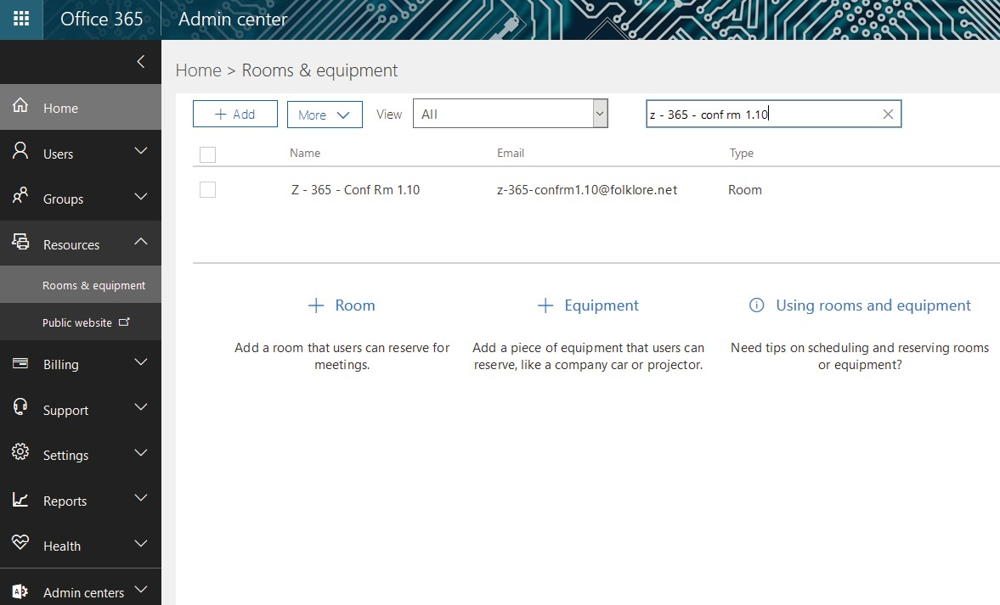 Office 365 Admin center
Home > Rooms & equipment
Home
Users
Groups
Resources
Rooms & equipment
Public website
Billing
Support
Settings
Reports
Health
Admin centers
+ Add More View All z - 365 - conf rm 1.10
Name Email Type
Z - 365 - Conf Rm 1.10 z-365-confrm1.10@folklore.net Room
+ Room
Add a room that users can reserve for
meetings.
+ Equipment
Add a piece of equipment that users can
reserve, like a company car or projector.
Using rooms and equipment
Need tips on scheduling and reserving rooms
or equipment?